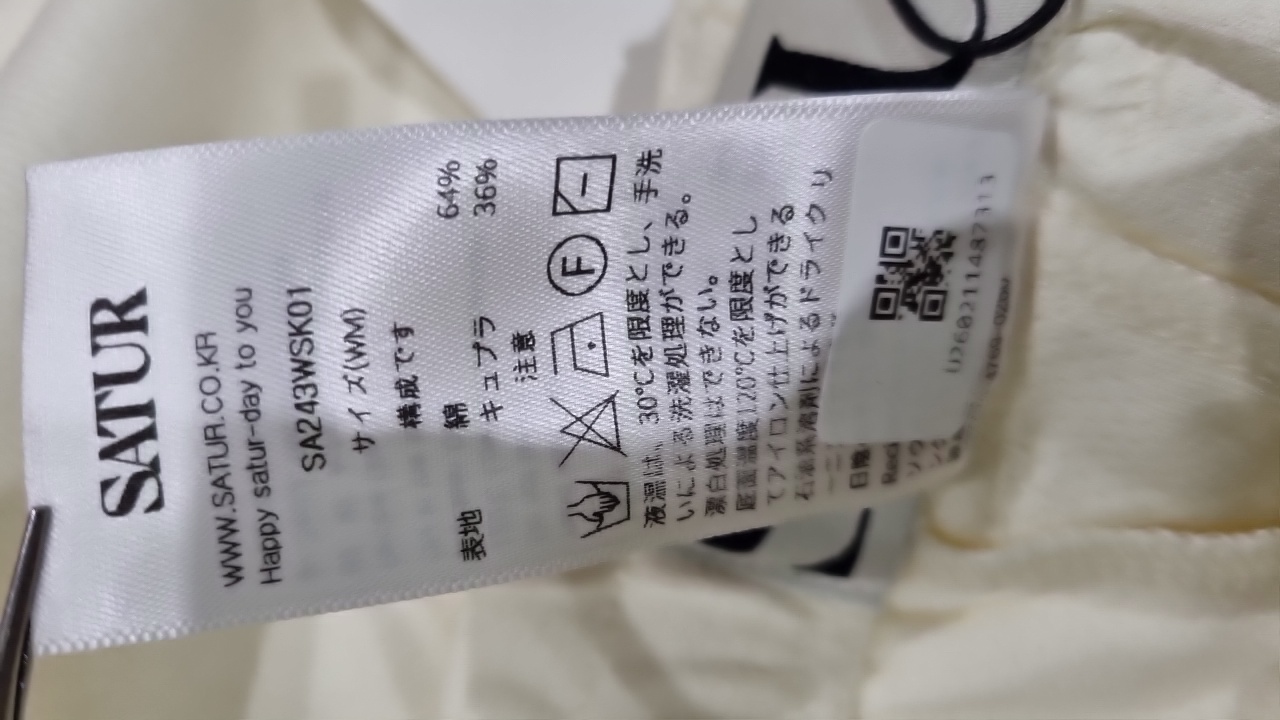 SATUR
WWW.SATUR.CO.KR
Happy satur-day to you
SA243WSK01
サイズ(WM)
構成です
表地 綿 64%
キュプラ 36%
注意
F
液温は、30℃を限度とし、手洗
いによる洗濯処理ができる。
漂白処理はできない。
底面温度120℃を限度とし
てアイロン仕上げができる
石油系溶剤によるドライクリ
日陰